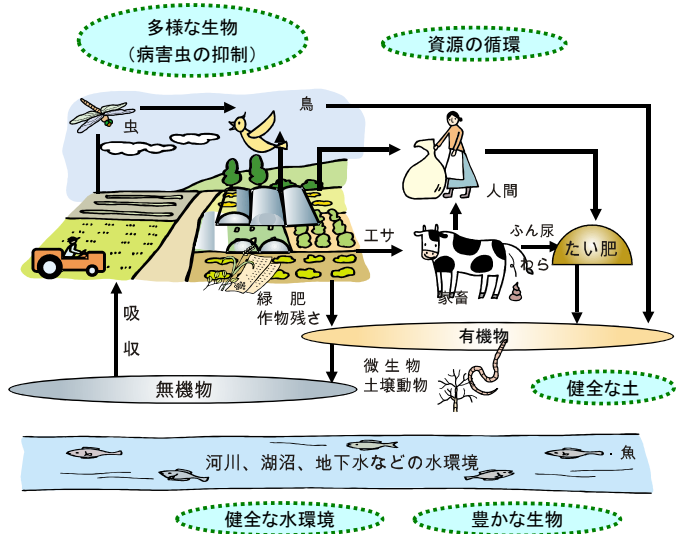 多様な生物
（病害虫の抑制）
資源の循環
虫
鳥
人間
エサ
ふん尿
わら
たい肥
家畜
緑　肥
作物残さ
吸
収
有機物
微生物
土壌動物
無機物
健全な土
河川、湖沼、地下水などの水環境
・魚
健全な水環境
豊かな生物